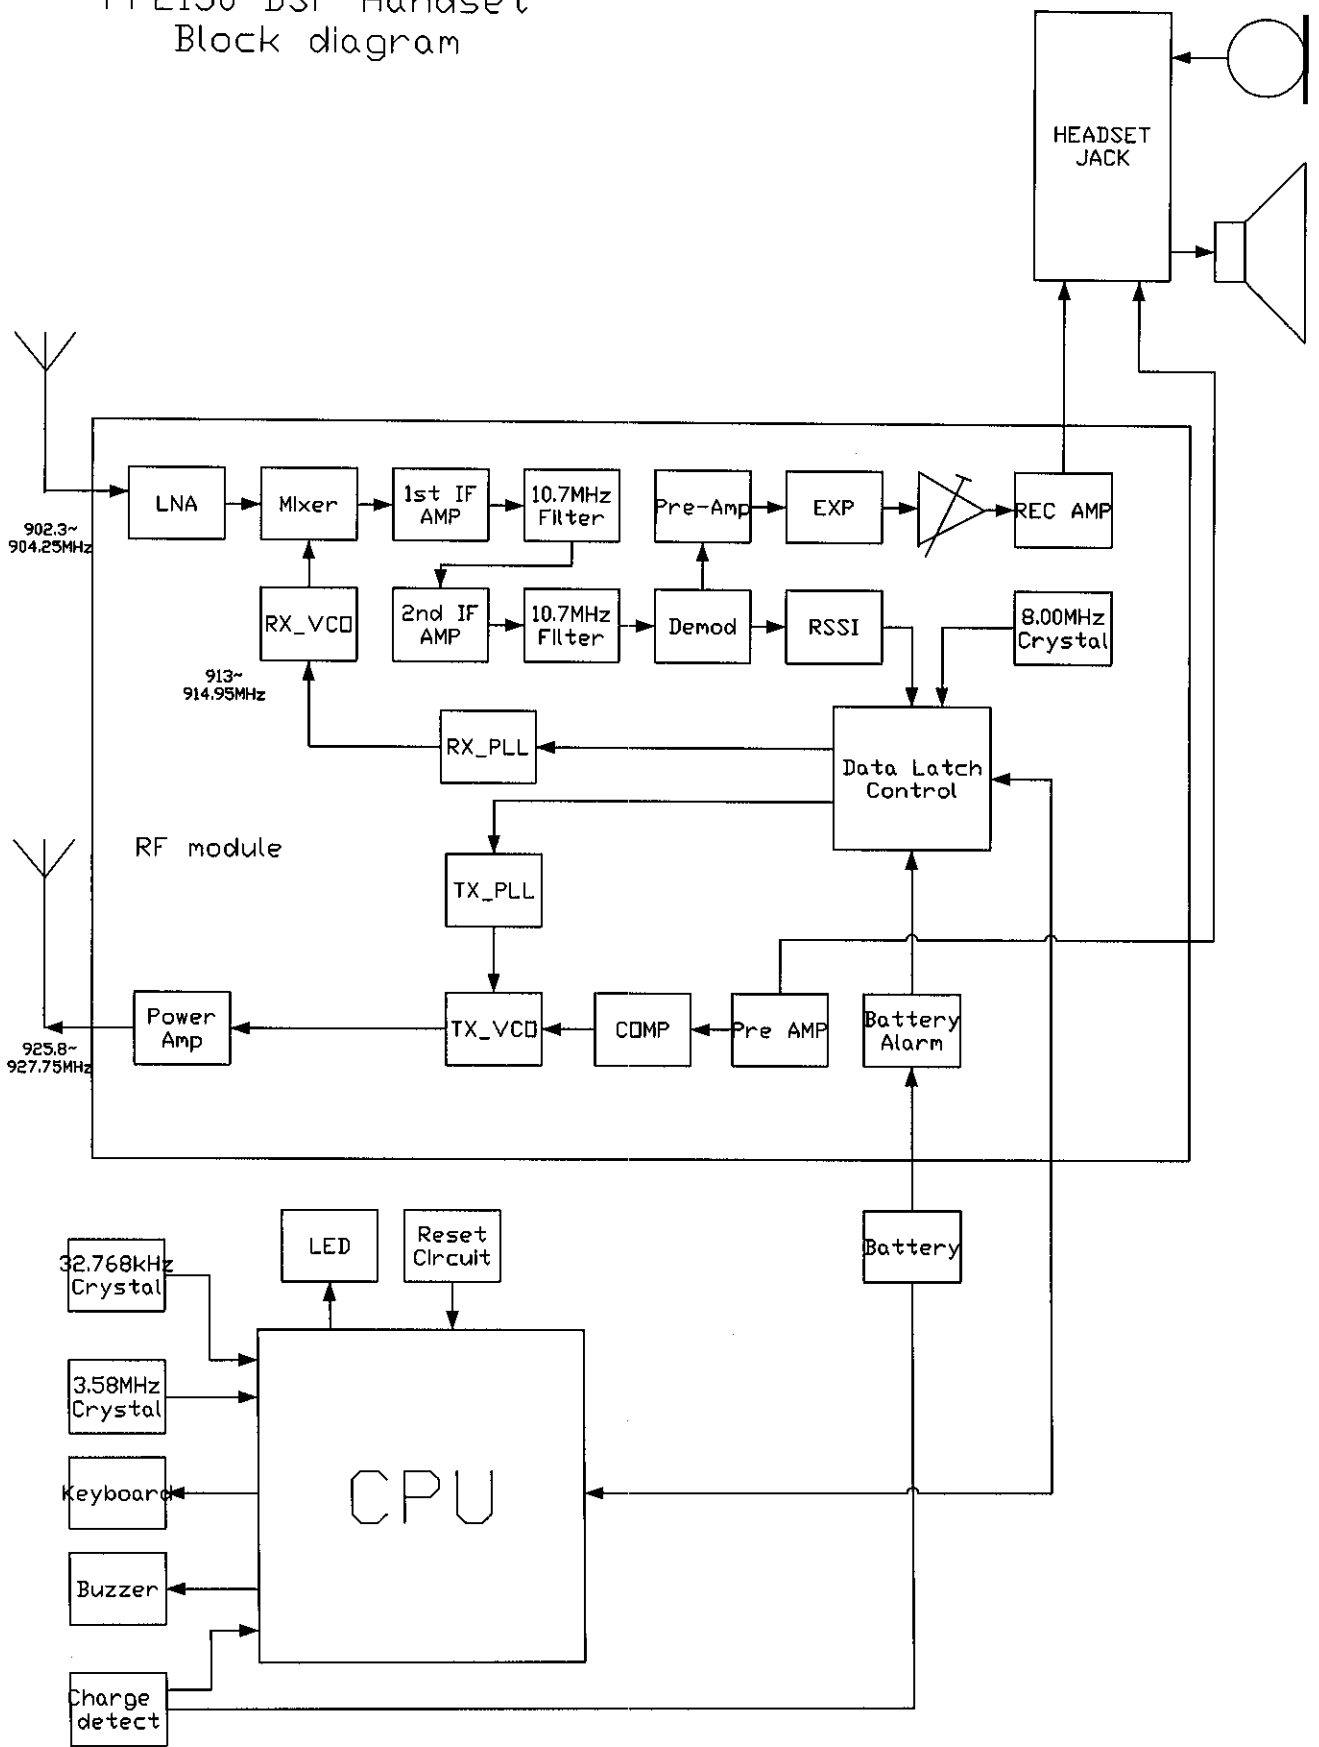 DSP Handset
Block diagram
HEADSET
JACK
LNA
MIxer
1st IF
AMP
10.7MHz
FIlter
Pre-Amp
EXP
REC AMP
902.3~
904.25MHz
RX_VCO
2nd IF
AMP
10.7MHz
FIlter
Demod
RSSI
8.00MHz
Crystal
913~
914.95MHz
RX_PLL
Data Latch
Control
RF module
TX_PLL
Power
Amp
TX_VCO
COMP
Pre AMP
Battery
Alarm
925.8~
927.75MHz
LED
Reset
CIrcuit
Battery
32.768kHz
Crystal
3.58MHz
Crystal
CPU
Keyboard
Buzzer
Charge
detect